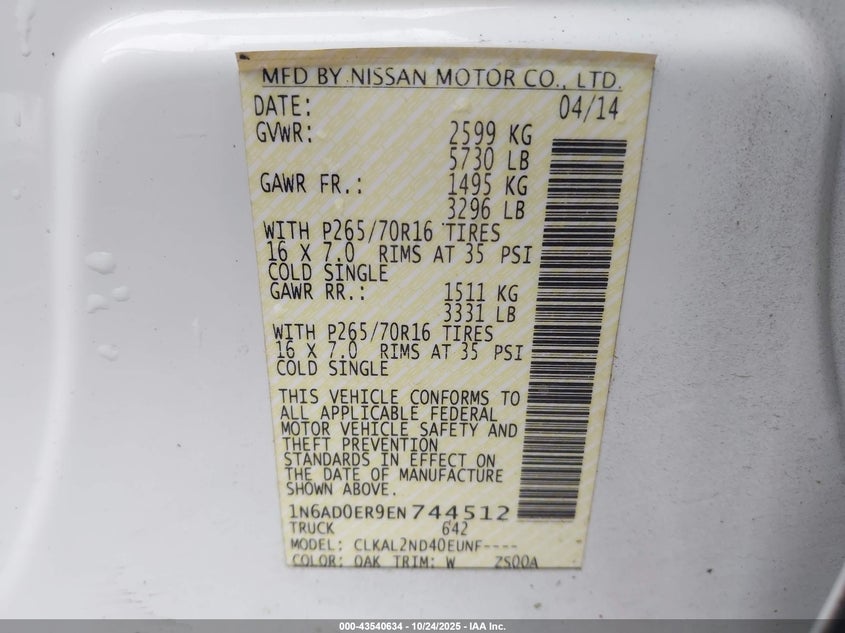 MFD BY NISSAN MOTOR CO., LTD.
DATE: 04/14
GVWR: 2599 KG
5730 LB
GAWR FR.: 1495 KG
3296 LB
WITH P265/70R16 TIRES
16 X 7.0 RIMS AT 35 PSI
COLD SINGLE
GAWR RR.: 1511 KG
3331 LB
WITH P265/70R16 TIRES
16 X 7.0 RIMS AT 35 PSI
COLD SINGLE
THIS VEHICLE CONFORMS TO
ALL APPLICABLE FEDERAL
MOTOR VEHICLE SAFETY AND
THEFT PREVENTION
STANDARDS IN EFFECT ON
THE DATE OF MANUFACTURE
SHOWN ABOVE.
1N6AD0ER9EN744512
TRUCK 642
MODEL: CLKAL2ND40EUNF----
COLOR: QAK TRIM: W ZS00A
000-43540634 - 10/24/2025 - IAA Inc.